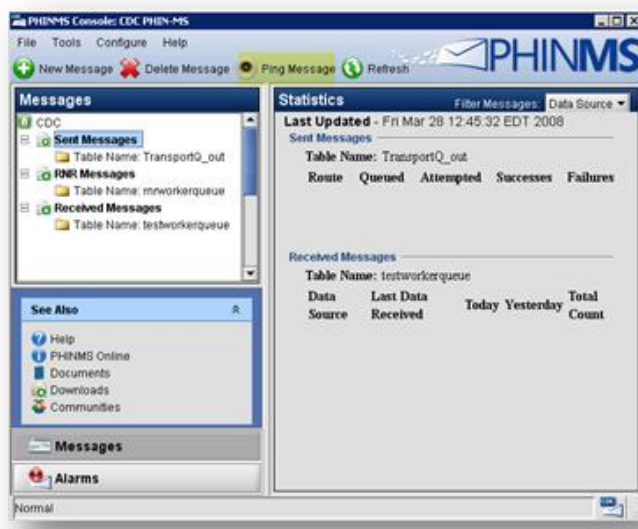 PHINMS Console: CDC PHIN-MS
File Tools Configure Help
New Message Delete Message Ping Message Refresh
PHINMS
Messages
CDC
Sent Messages
Table Name: TransportQ_out
RNR Messages
Table Name: rnrworkerqueue
Received Messages
Table Name: testworkerqueue
See Also
Help
PHINMS Online
Documents
Downloads
Communities
Messages
Alarms
Statistics Filter Messages: Data Source
Last Updated - Fri Mar 28 12:45:32 EDT 2008
Sent Messages
Table Name: TransportQ_out
Route Queued Attempted Successes Failures
Received Messages
Table Name: testworkerqueue
Data Source Last Data Received Today Yesterday Total Count
Normal
CDC